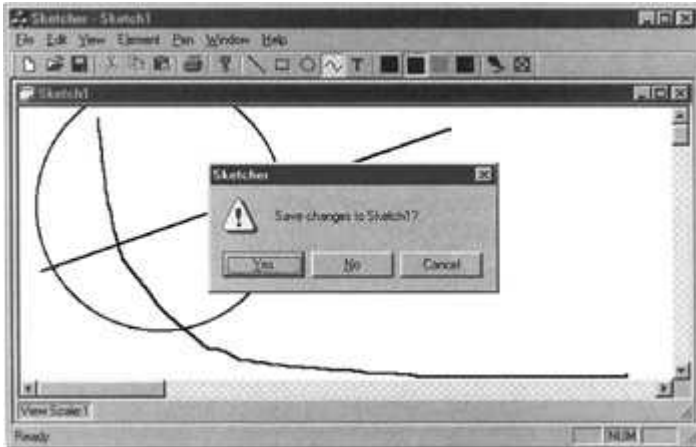 Sketcher - Sketch1
File Edit View Element Pen Window Help
T
Sketch1
Sketcher
Save changes to Sketch1?
Yes No Cancel
View Scale:1
Ready NUM